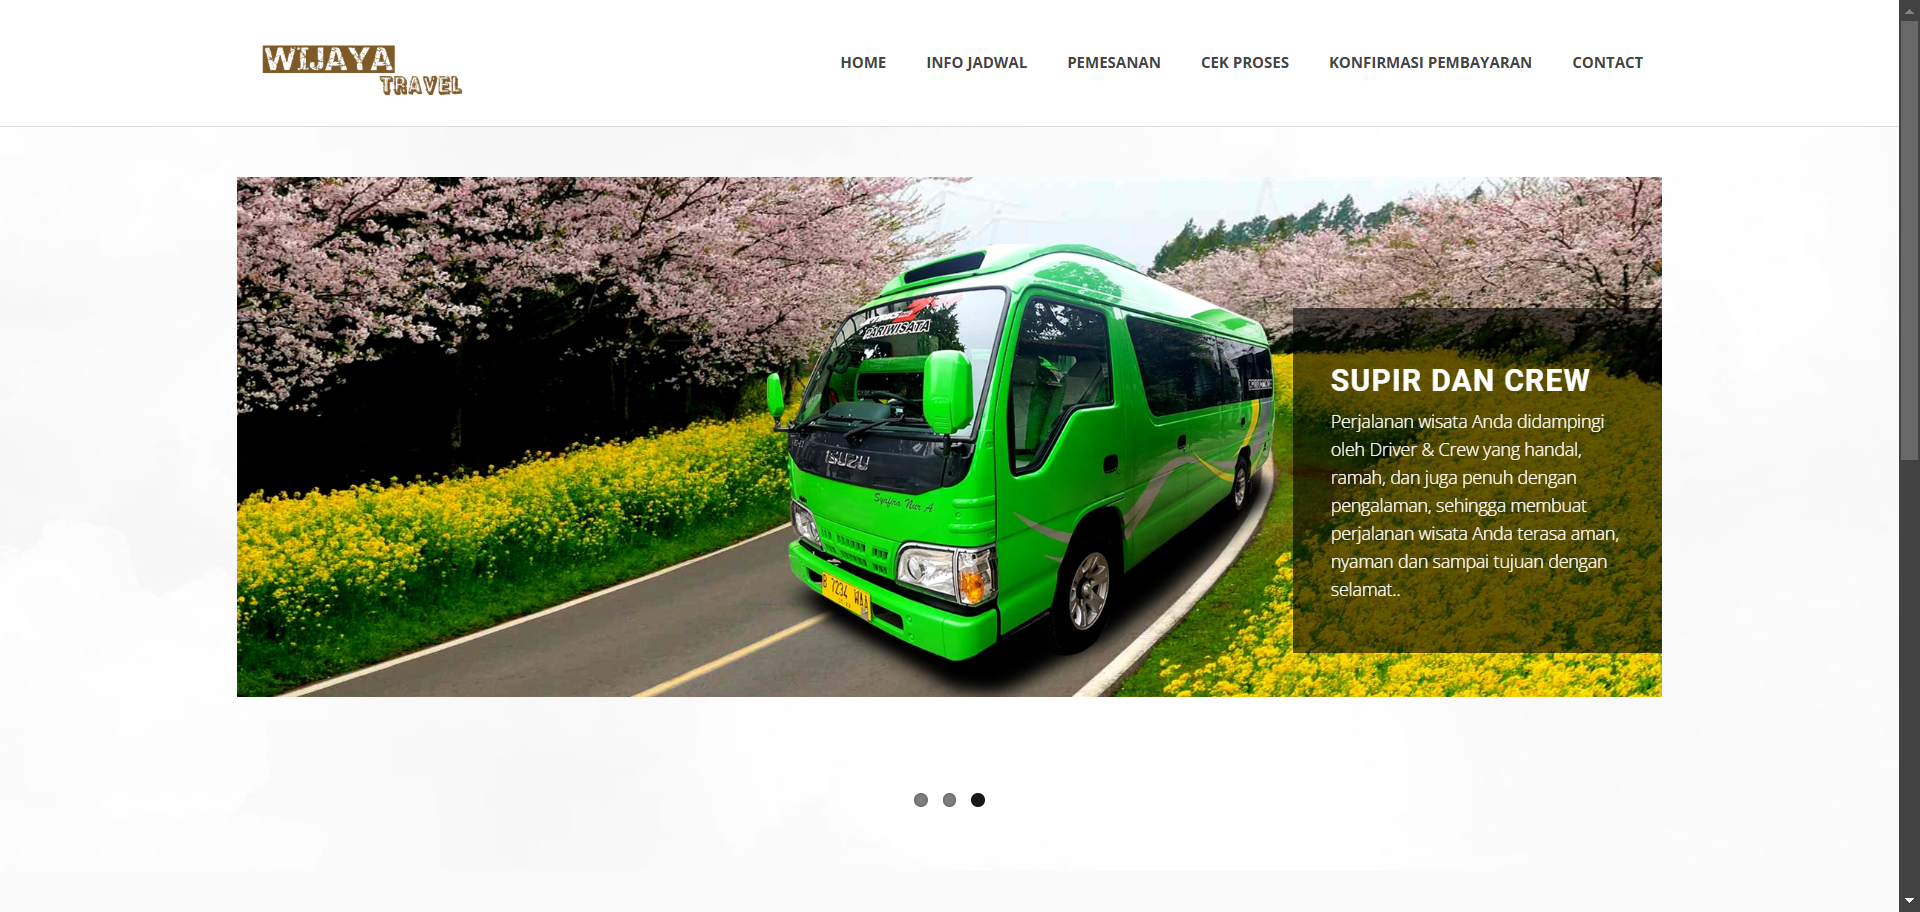 WIJAYA
TRAVEL
HOME INFO JADWAL PEMESANAN CEK PROSES KONFIRMASI PEMBAYARAN CONTACT
PARIWISATA
ISUZU
Syafira Nur A
B 7234 WAA
SUPIR DAN CREW
Perjalanan wisata Anda didampingi
oleh Driver & Crew yang handal,
ramah, dan juga penuh dengan
pengalaman, sehingga membuat
perjalanan wisata Anda terasa aman,
nyaman dan sampai tujuan dengan
selamat..